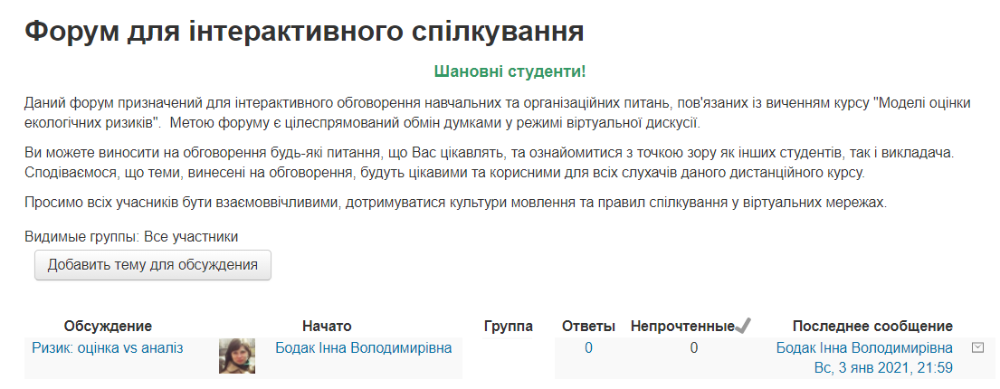 Форум для інтерактивного спілкування
Шановні студенти!
Даний форум призначений для інтерактивного обговорення навчальних та організаційних питань, пов'язаних із виченням курсу "Моделі оцінки
екологічних ризиків".  Метою форуму є цілеспрямований обмін думками у режимі віртуальної дискусії.
Ви можете виносити на обговорення будь-які питання, що Вас цікавлять, та ознайомитися з точкою зору як інших студентів, так і викладача.
Сподіваємося, що теми, винесені на обговорення, будуть цікавими та корисними для всіх слухачів даного дистанційного курсу.
Просимо всіх учасників бути взаємоввічливими, дотримуватися культури мовлення та правил спілкування у віртуальних мережах.
Видимые группы: Все участники
Добавить тему для обсуждения
Обсуждение Начато Группа Ответы Непрочтенные Последнее сообщение
Ризик: оцінка vs аналіз Бодак Інна Володимирівна 0 0 Бодак Інна Володимирівна
Вс, 3 янв 2021, 21:59